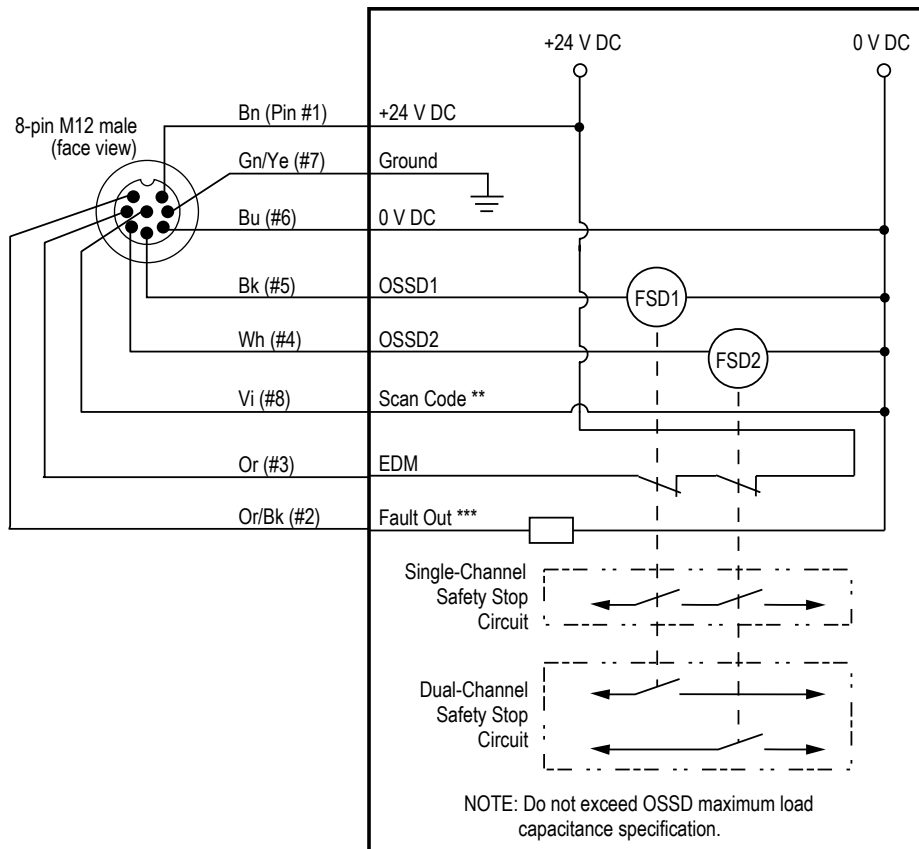 +24 V DC
0 V DC
8-pin M12 male
(face view)
Bn (Pin #1)
+24 V DC
Gn/Ye (#7)
Ground
Bu (#6)
0 V DC
Bk (#5)
OSSD1
FSD1
Wh (#4)
OSSD2
FSD2
Vi (#8)
Scan Code **
Or (#3)
EDM
Or/Bk (#2)
Fault Out ***
Single-Channel
Safety Stop
Circuit
Dual-Channel
Safety Stop
Circuit
NOTE: Do not exceed OSSD maximum load
capacitance specification.